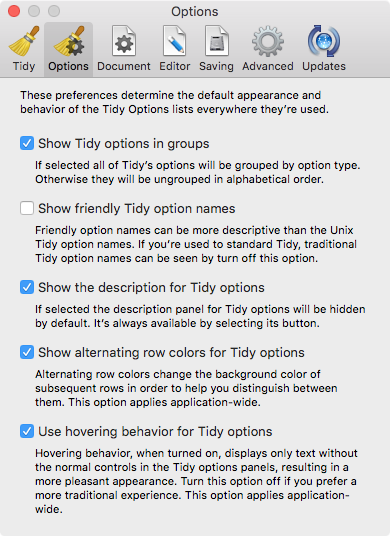 Options
Tidy Options Document Editor Saving Advanced Updates
These preferences determine the default appearance and
behavior of the Tidy Options lists everywhere they're used.
Show Tidy options in groups
If selected all of Tidy's options will be grouped by option type.
Otherwise they will be ungrouped in alphabetical order.
Show friendly Tidy option names
Friendly option names can be more descriptive than the Unix
Tidy option names. If you're used to standard Tidy, traditional
Tidy option names can be seen by turn off this option.
Show the description for Tidy options
If selected the description panel for Tidy options will be hidden
by default. It's always available by selecting its button.
Show alternating row colors for Tidy options
Alternating row colors change the background color of
subsequent rows in order to help you distinguish between
them. This option applies application-wide.
Use hovering behavior for Tidy options
Hovering behavior, when turned on, displays only text without
the normal controls in the Tidy options panels, resulting in a
more pleasant appearance. Turn this option off if you prefer a
more traditional experience. This option applies application-
wide.